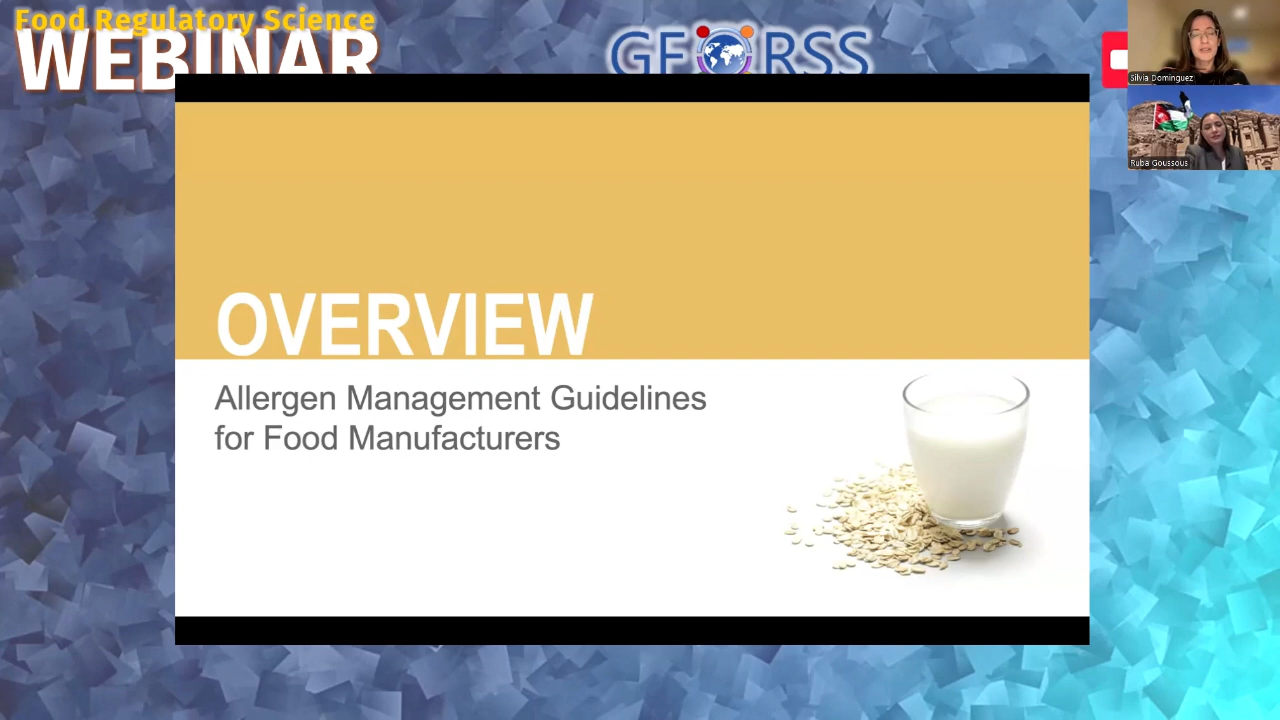 Food Regulatory Science
WEBINAR
GFORSS
Silvia Dominguez
Ruba Goussous
OVERVIEW
Allergen Management Guidelines
for Food Manufacturers